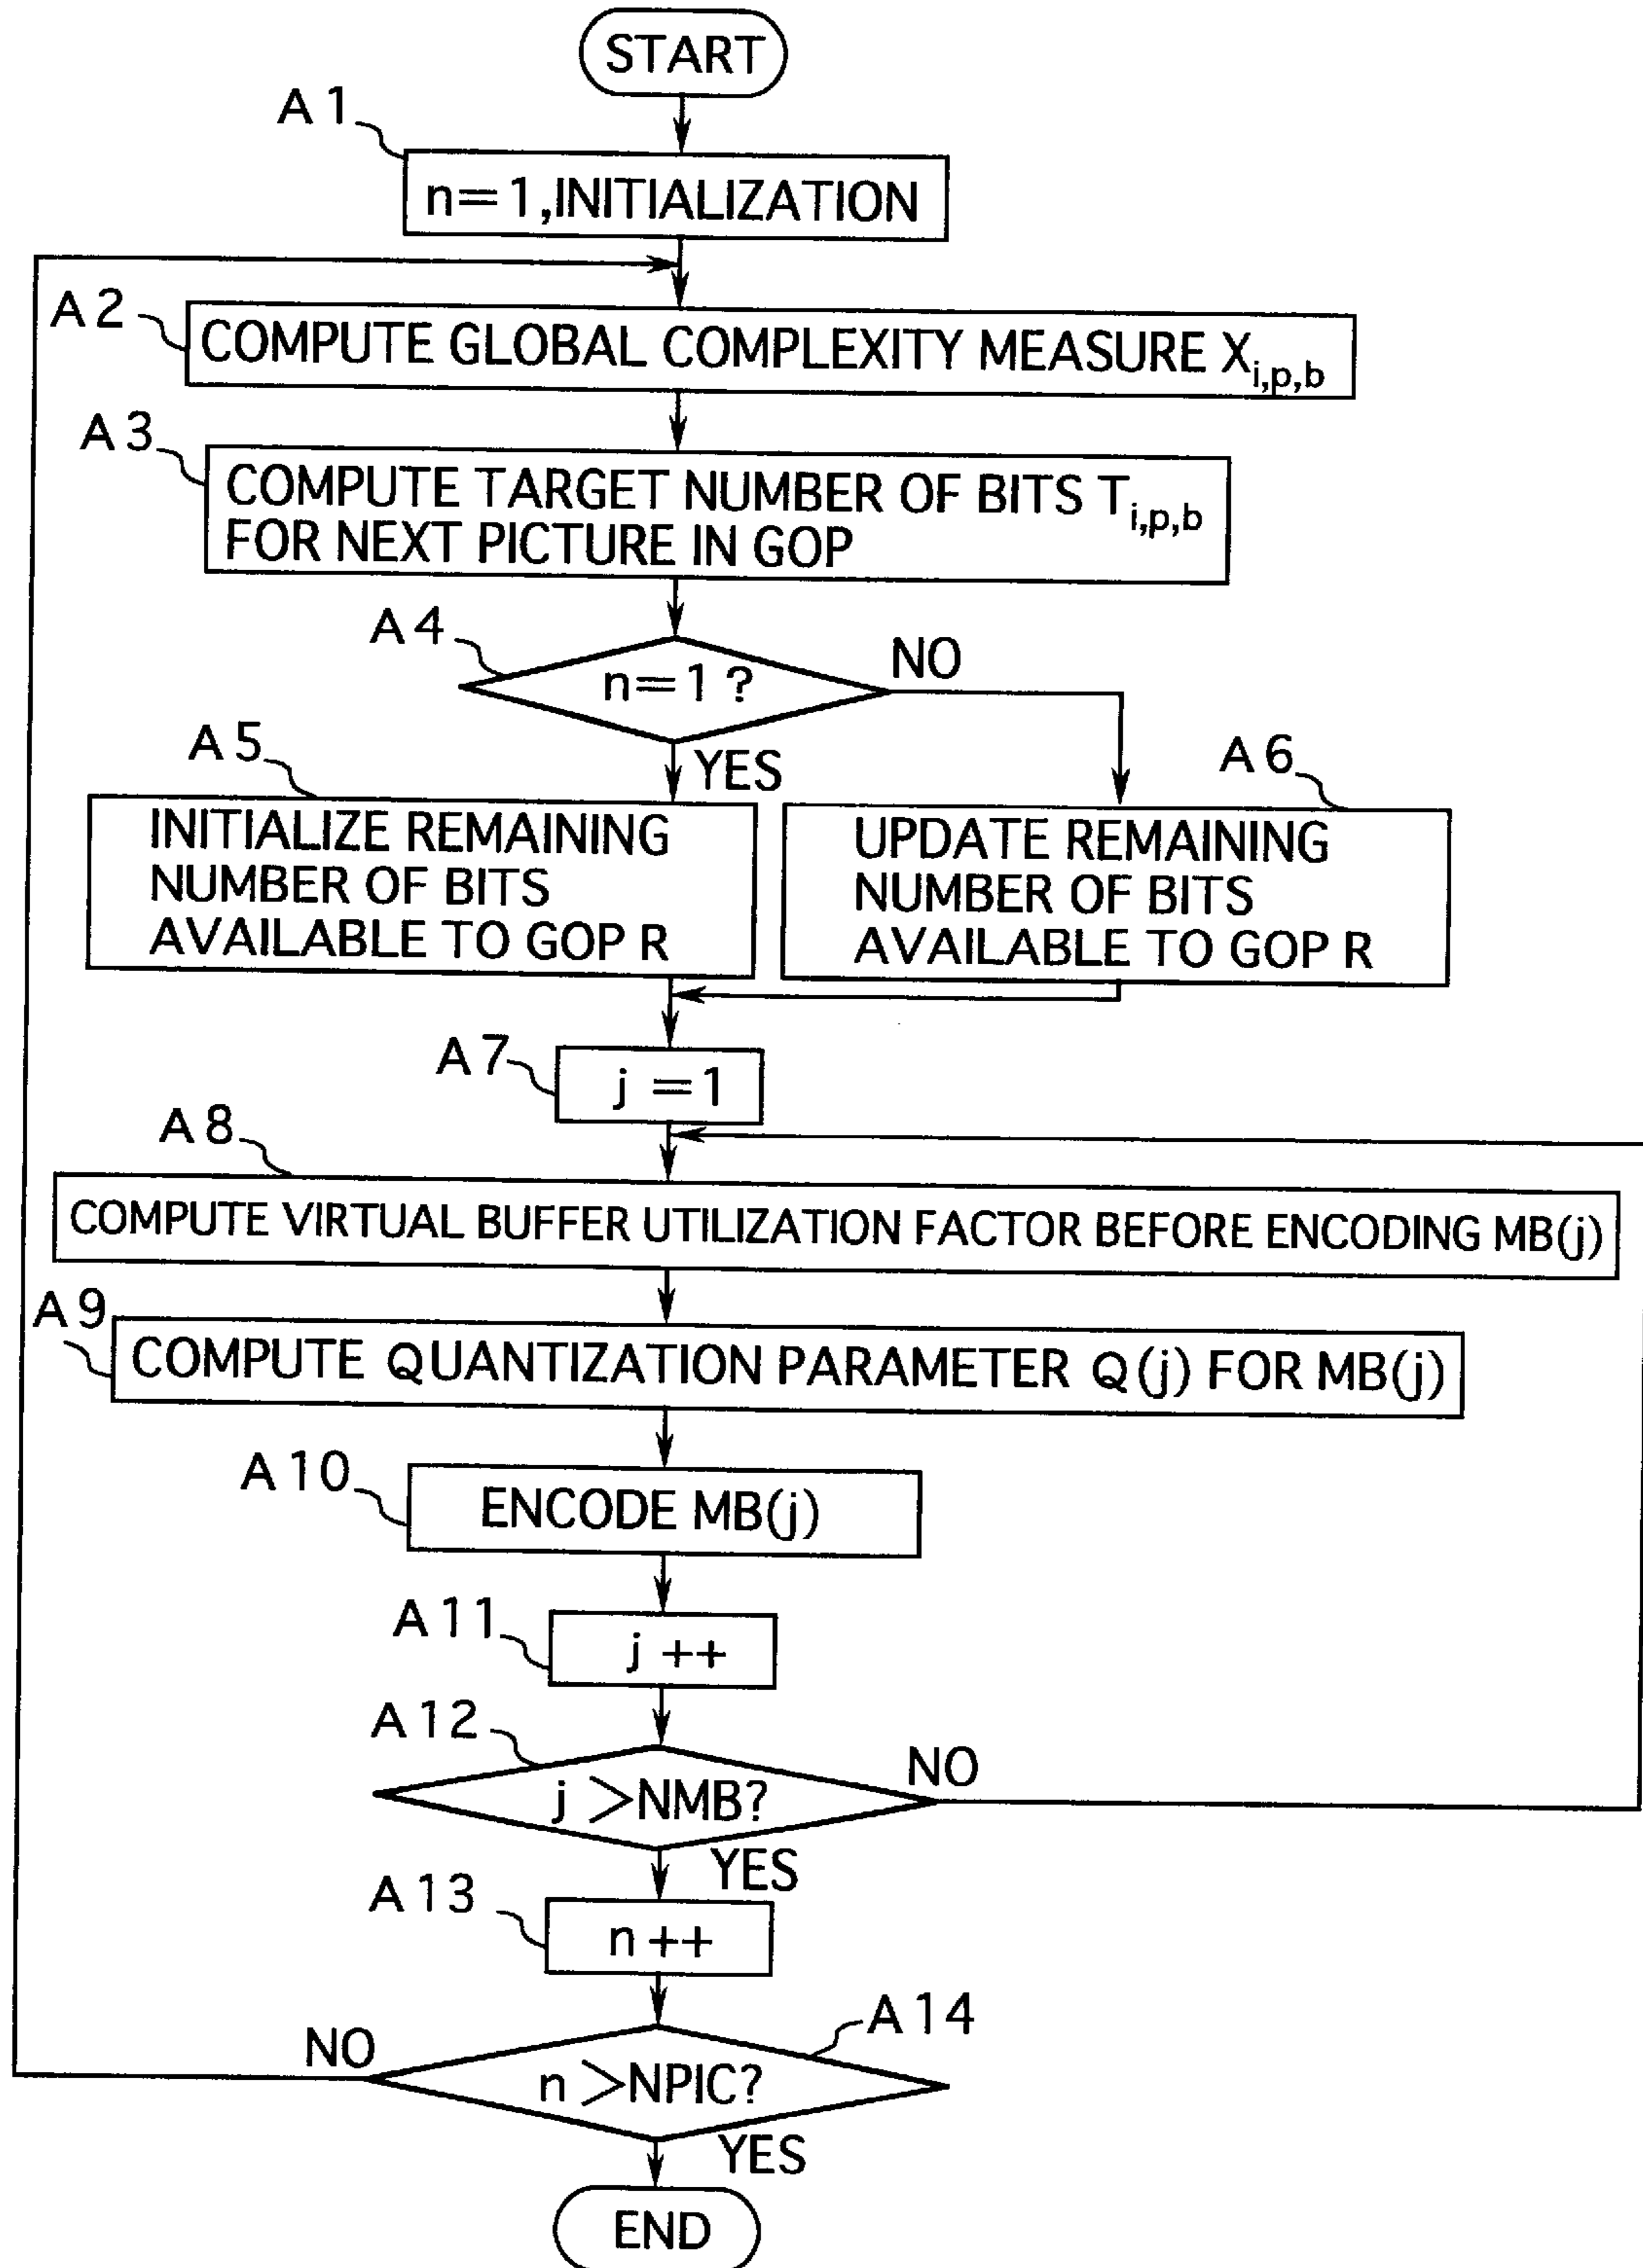 START
A1
n=1,INITIALIZATION
A2
COMPUTE GLOBAL COMPLEXITY MEASURE Xi,p,b
A3
COMPUTE TARGET NUMBER OF BITS Ti,p,b
FOR NEXT PICTURE IN GOP
A4
n=1?
NO
YES
A5
INITIALIZE REMAINING
NUMBER OF BITS
AVAILABLE TO GOP R
A6
UPDATE REMAINING
NUMBER OF BITS
AVAILABLE TO GOP R
A7
j=1
A8
COMPUTE VIRTUAL BUFFER UTILIZATION FACTOR BEFORE ENCODING MB(j)
A9
COMPUTE QUANTIZATION PARAMETER Q(j) FOR MB(j)
A10
ENCODE MB(j)
A11
j++
A12
j>NMB?
NO
YES
A13
n++
A14
n>NPIC?
NO
YES
END